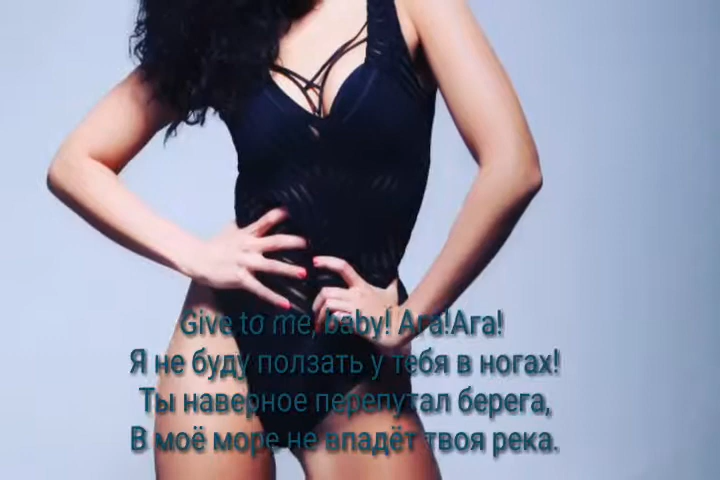 Give to me, baby! Ага!Ага!
Я не буду ползать у тебя в ногах!
Ты наверное перепутал берега,
В моё море не впадёт твоя река.